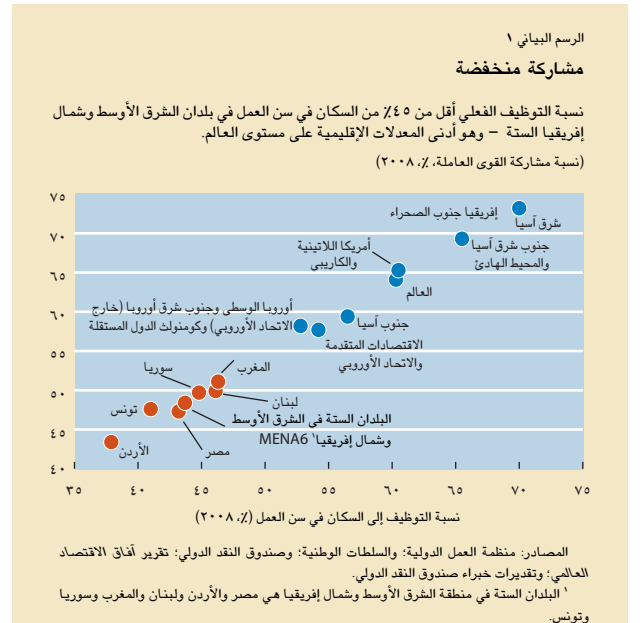 الرسم البياني ١
مشاركة منخفضة
نسبة التوظيف الفعلي أقل من ٤٥٪ من السكان في سن العمل في بلدان الشرق الأوسط وشمال
إفريقيا الستة – وهو أدنى المعدلات الإقليمية على مستوى العالم.
(نسبة مشاركة القوى العاملة، ٪، ٢٠٠٨)
٧٥
٧٠
٦٥
٦٠
٥٥
٥٠
٤٥
٤٠
إفريقيا جنوب الصحراء
شرق آسيا
جنوب شرق آسيا
والمحيط الهادئ
أمريكا اللاتينية
والكاريبي
العالم
أوروبا الوسطى وجنوب شرق أوروبا (خارج
الاتحاد الأوروبي) وكومنولث الدول المستقلة
جنوب آسيا
الاقتصادات المتقدمة
والاتحاد الأوروبي
المغرب
سوريا
لبنان
تونس
البلدان الستة في الشرق الأوسط
وشمال إفريقيا١ MENA6
مصر
الأردن
٣٥ ٤٠ ٤٥ ٥٠ ٥٥ ٦٠ ٦٥ ٧٠ ٧٥
نسبة التوظيف إلى السكان في سن العمل (٪، ٢٠٠٨)
المصادر: منظمة العمل الدولية؛ والسلطات الوطنية؛ وصندوق النقد الدولي؛ تقرير آفاق الاقتصاد
العالمي؛ وتقديرات خبراء صندوق النقد الدولي.
١ البلدان الستة في منطقة الشرق الأوسط وشمال إفريقيا هي مصر والأردن ولبنان والمغرب وسوريا
وتونس.